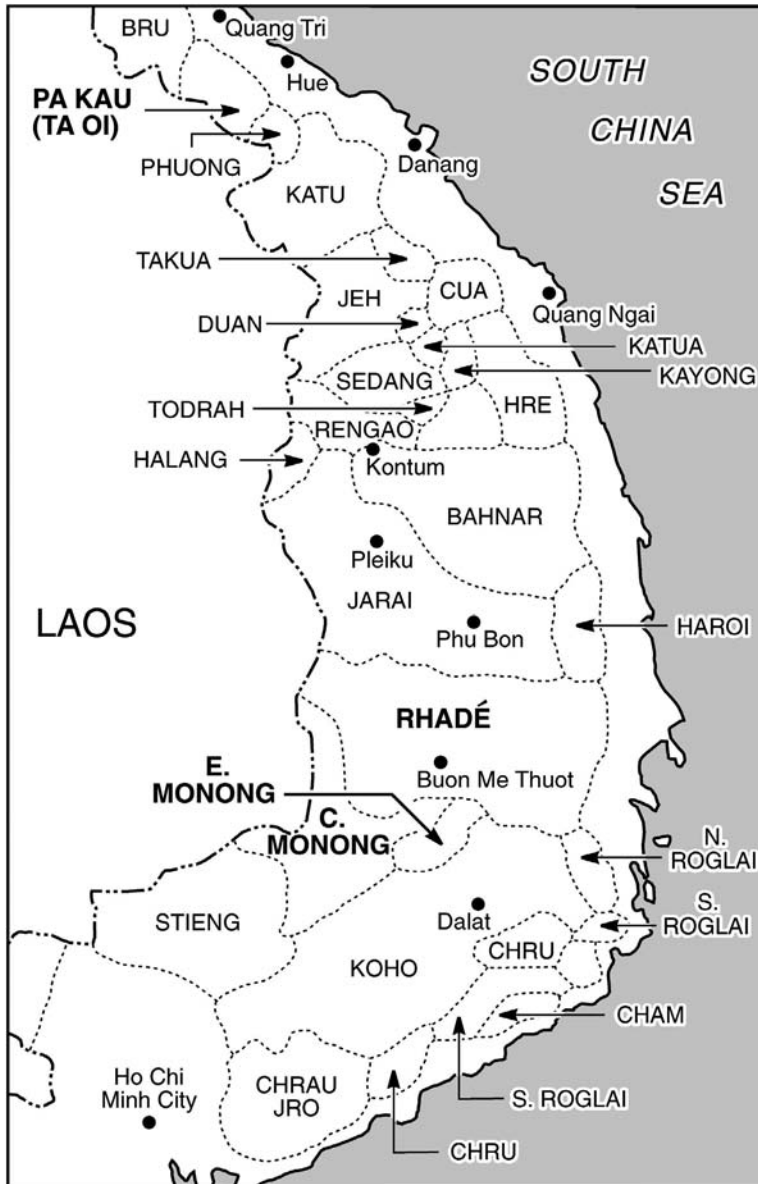 BRU
Quang Tri
SOUTH
CHINA
SEA
Hue
PA KAU
(TA OI)
PHUONG
Danang
KATU
TAKUA
CUA
JEH
Quang Ngai
DUAN
KATUA
SEDANG
KAYONG
HRE
TODRAH
RENGAO
HALANG
Kontum
BAHNAR
Pleiku
JARAI
LAOS
Phu Bon
HAROI
RHADÉ
E.
MONONG
Buon Me Thuot
C.
MONONG
N.
ROGLAI
STIENG
Dalat
S.
ROGLAI
CHRU
KOHO
CHAM
Ho Chi
Minh City
CHRAU
JRO
S. ROGLAI
CHRU